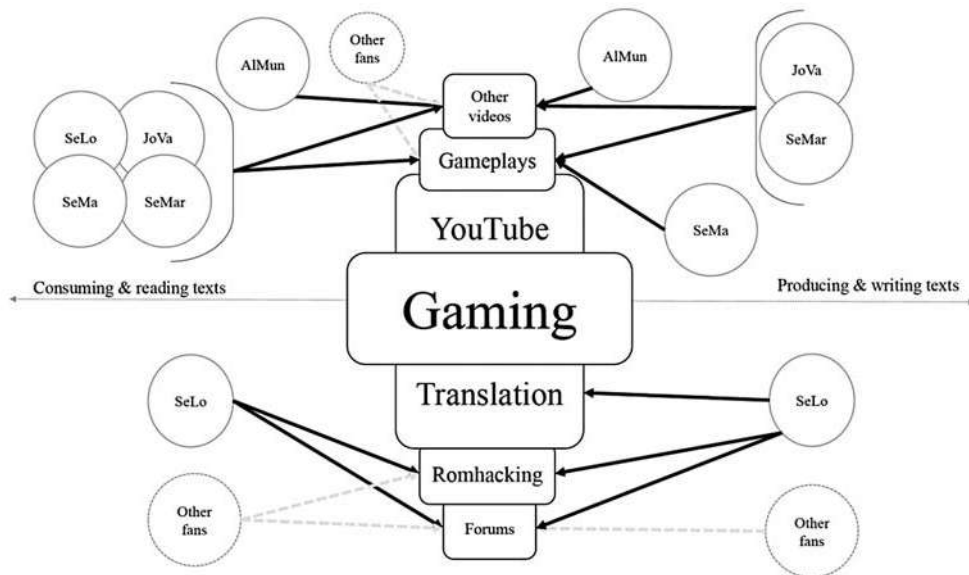 AlMun
Other
fans
AlMun
JoVa
Other
videos
SeLo
JoVa
SeMar
Gameplays
SeMa
SeMar
YouTube
SeMa
Consuming & reading texts
Producing & writing texts
Gaming
SeLo
Translation
SeLo
Romhacking
Other
fans
Forums
Other
fans